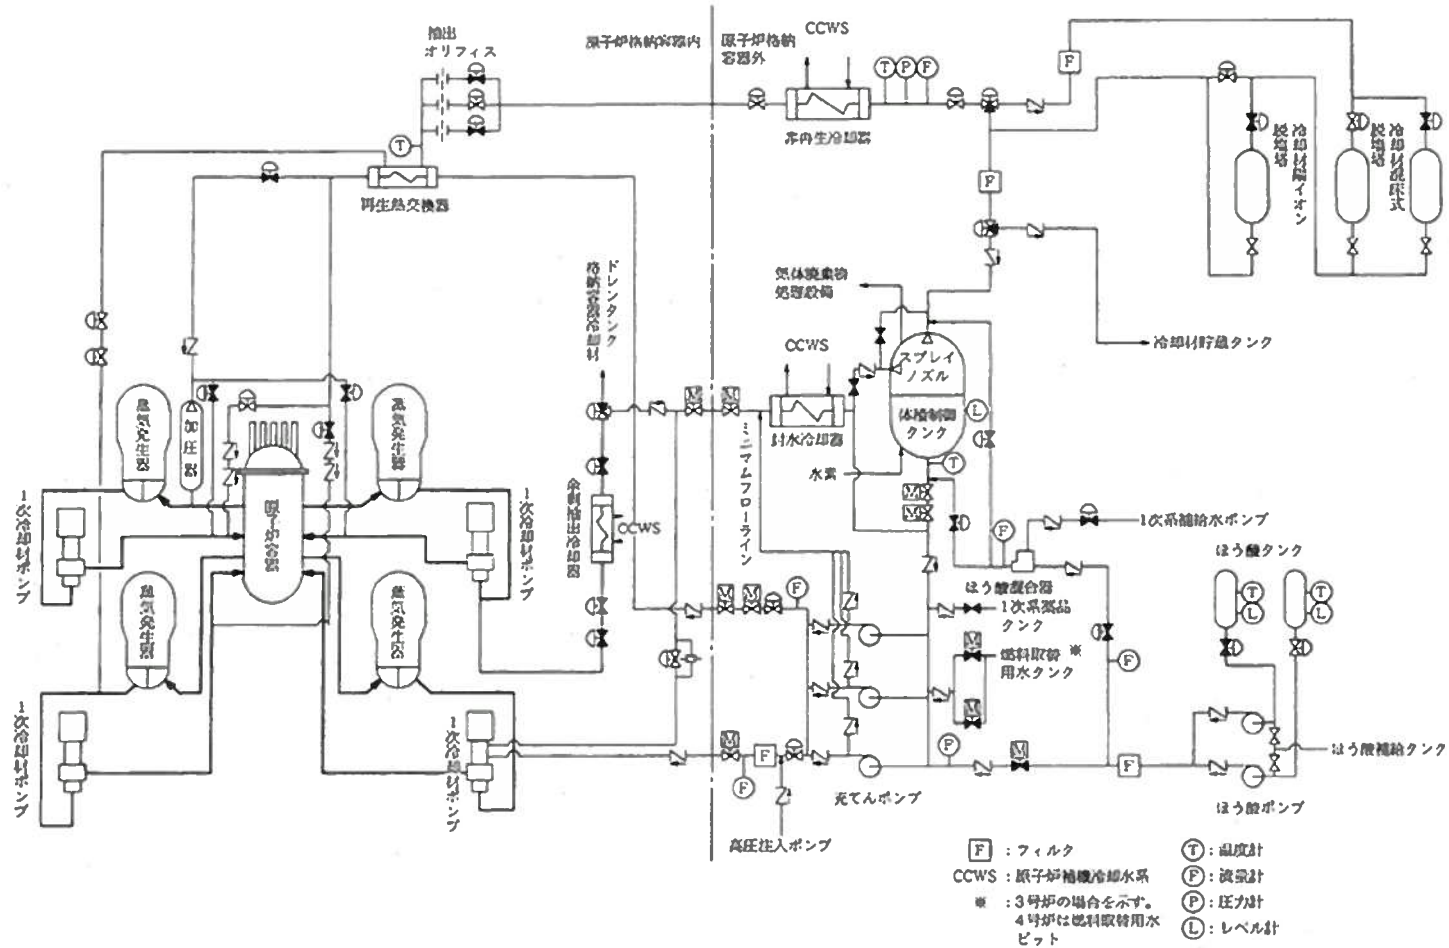 抽出
オリフィス
原子炉格納容器内
原子炉格納
容器外
CCWS
T
P
F
F
非再生冷却器
T
再生熱交換器
F
冷却材陽イオン
脱塩塔
冷却材混床式
脱塩塔
格納容器冷却材
ドレンタンク
気体廃棄物
処理設備
冷却材貯蔵タンク
CCWS
スプレイ
ノズル
体積制御
タンク
L
T
M
M
封水冷却器
水素
ミニマムフローライン
蒸気発生器
加圧器
蒸気発生器
原子炉容器
1次冷却材ポンプ
1次冷却材ポンプ
余剰抽出冷却器
CCWS
M
M
F
1次系補給水ポンプ
ほう酸タンク
ほう酸混合器
1次系薬品
タンク
T
L
T
L
蒸気発生器
蒸気発生器
M
M
F
M
燃料取替
※
用水タンク
M
F
1次冷却材ポンプ
1次冷却材ポンプ
M
F
F
F
M
F
ほう酸補給タンク
充てんポンプ
ほう酸ポンプ
高圧注入ポンプ
F : フィルタ
CCWS : 原子炉補機冷却水系
※ : 3号炉の場合を示す。
4号炉は燃料取替用水
ピット
T : 温度計
F : 流量計
P : 圧力計
L : レベル計